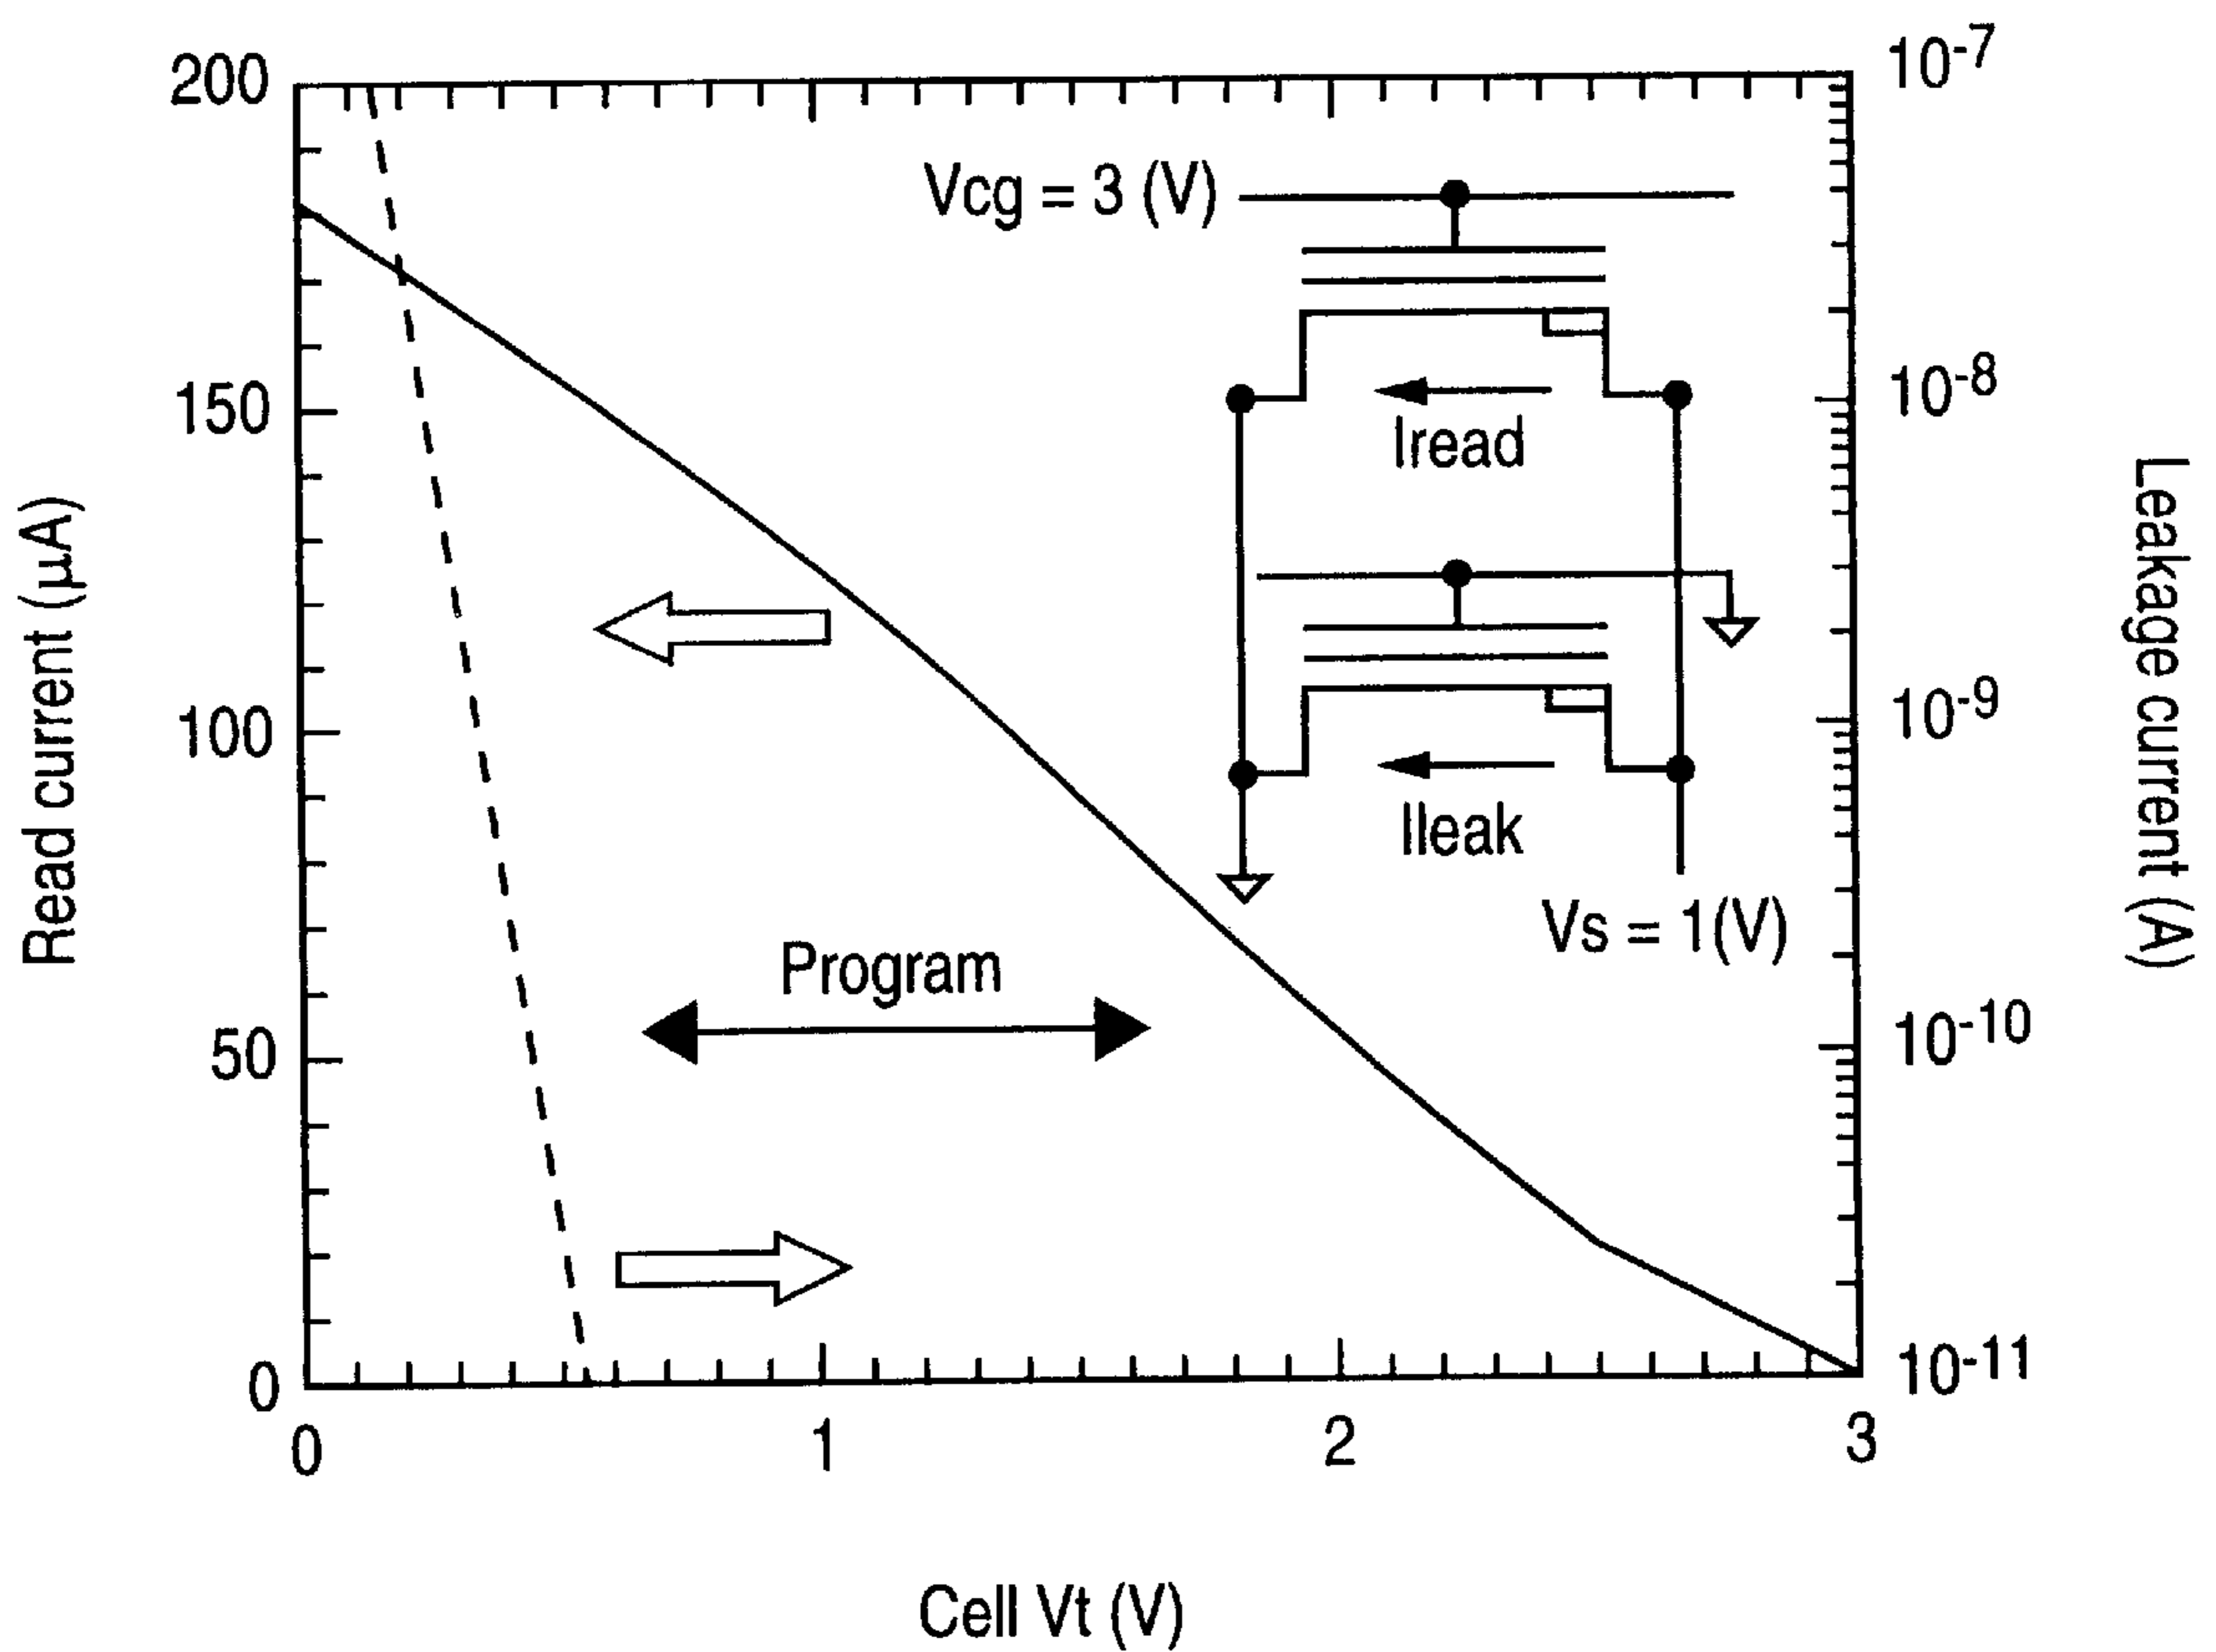 200
10-7
Vcg = 3 (V)
150
10-8
Iread
Read current (μA)
Leakage current (A)
100
10-9
Ileak
Vs = 1(V)
Program
50
10-10
0
10-11
0
1
2
3
Cell Vt (V)